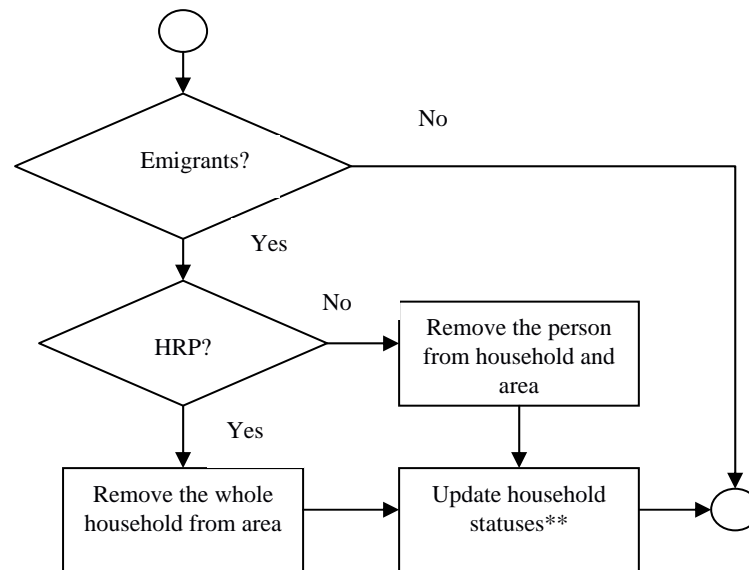 No
Emigrants?
Yes
No
HRP?
Remove the person
from household and
area
Yes
Remove the whole
household from area
Update household
statuses**